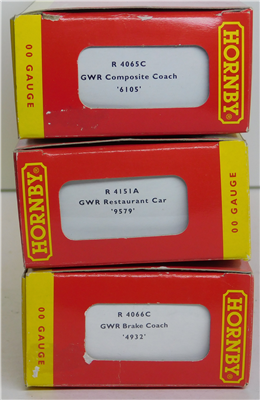 00 GAUGE
R 4065C
GWR Composite Coach
'6105'
HORNBY
HORNBY
R 4151A
GWR Restaurant Car
'9579'
00 GAUGE
00 GAUGE
R 4066C
GWR Brake Coach
'4932'
HORNBY